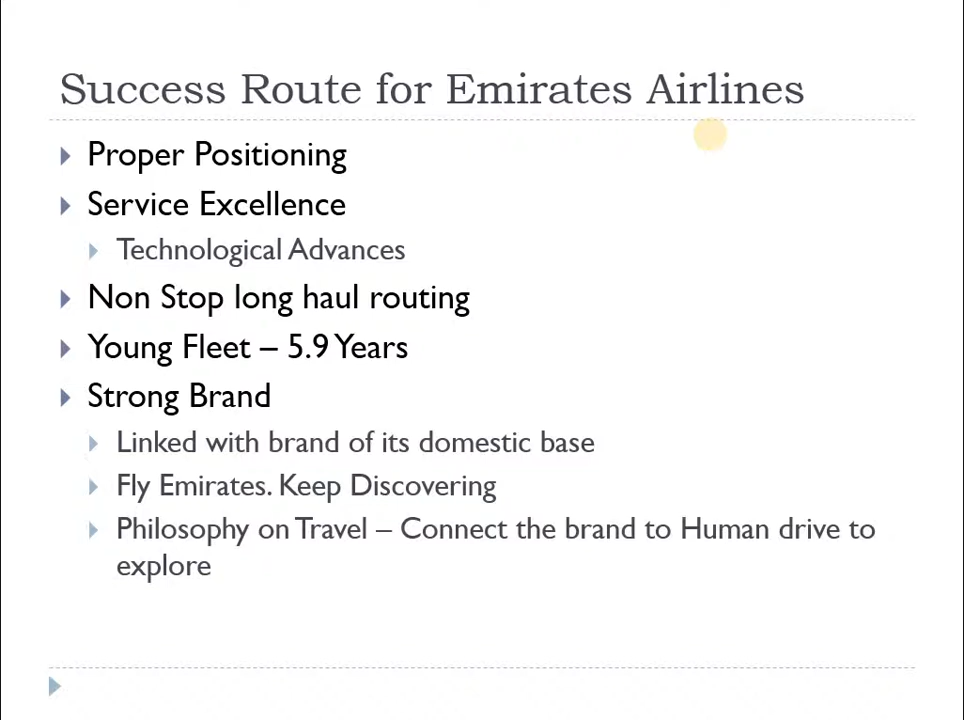 Success Route for Emirates Airlines
Proper Positioning
Service Excellence
Technological Advances
Non Stop long haul routing
Young Fleet – 5.9 Years
Strong Brand
Linked with brand of its domestic base
Fly Emirates. Keep Discovering
Philosophy on Travel – Connect the brand to Human drive to
explore